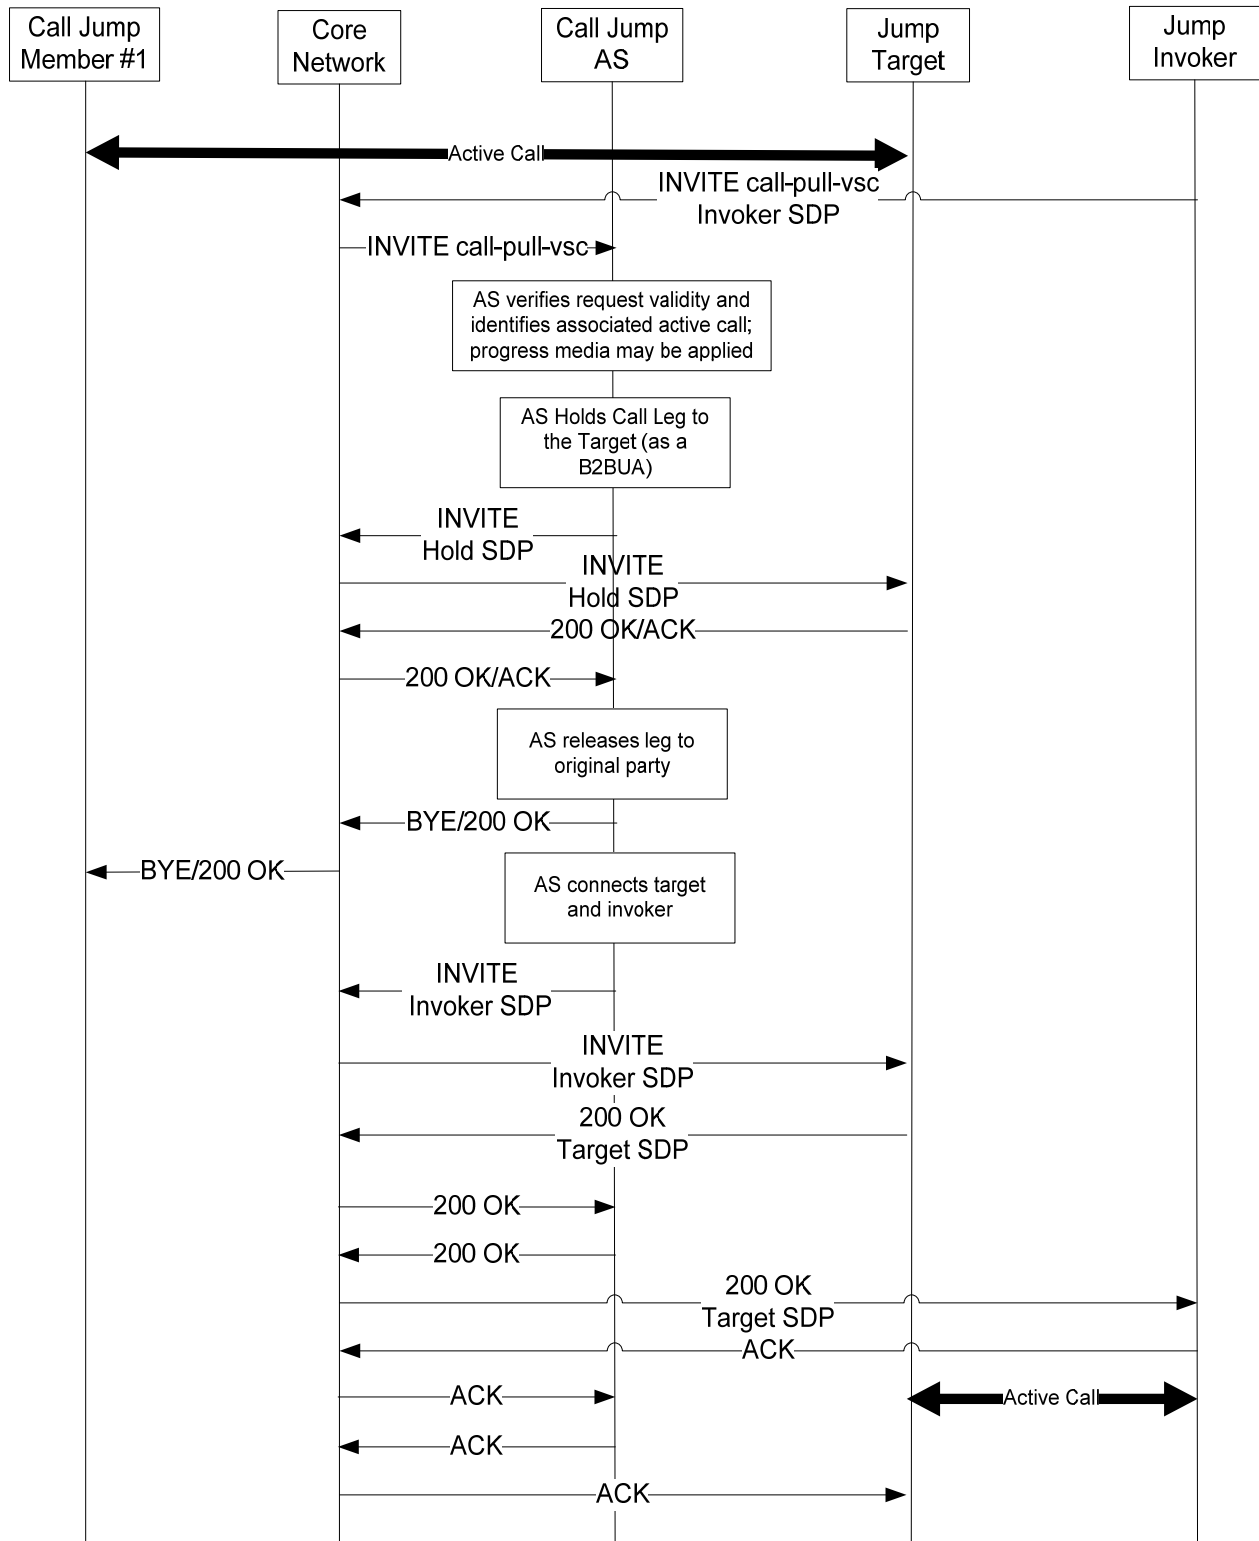 Call Jump
Member #1
Core
Network
Call Jump
AS
Jump
Target
Jump
Invoker
Active Call
INVITE call-pull-vsc
Invoker SDP
INVITE call-pull-vsc
AS verifies request validity and
identifies associated active call;
progress media may be applied
AS Holds Call Leg to
the Target (as a
B2BUA)
INVITE
Hold SDP
INVITE
Hold SDP
200 OK/ACK
200 OK/ACK
AS releases leg to
original party
BYE/200 OK
BYE/200 OK
AS connects target
and invoker
INVITE
Invoker SDP
INVITE
Invoker SDP
200 OK
Target SDP
200 OK
200 OK
200 OK
Target SDP
ACK
ACK
Active Call
ACK
ACK